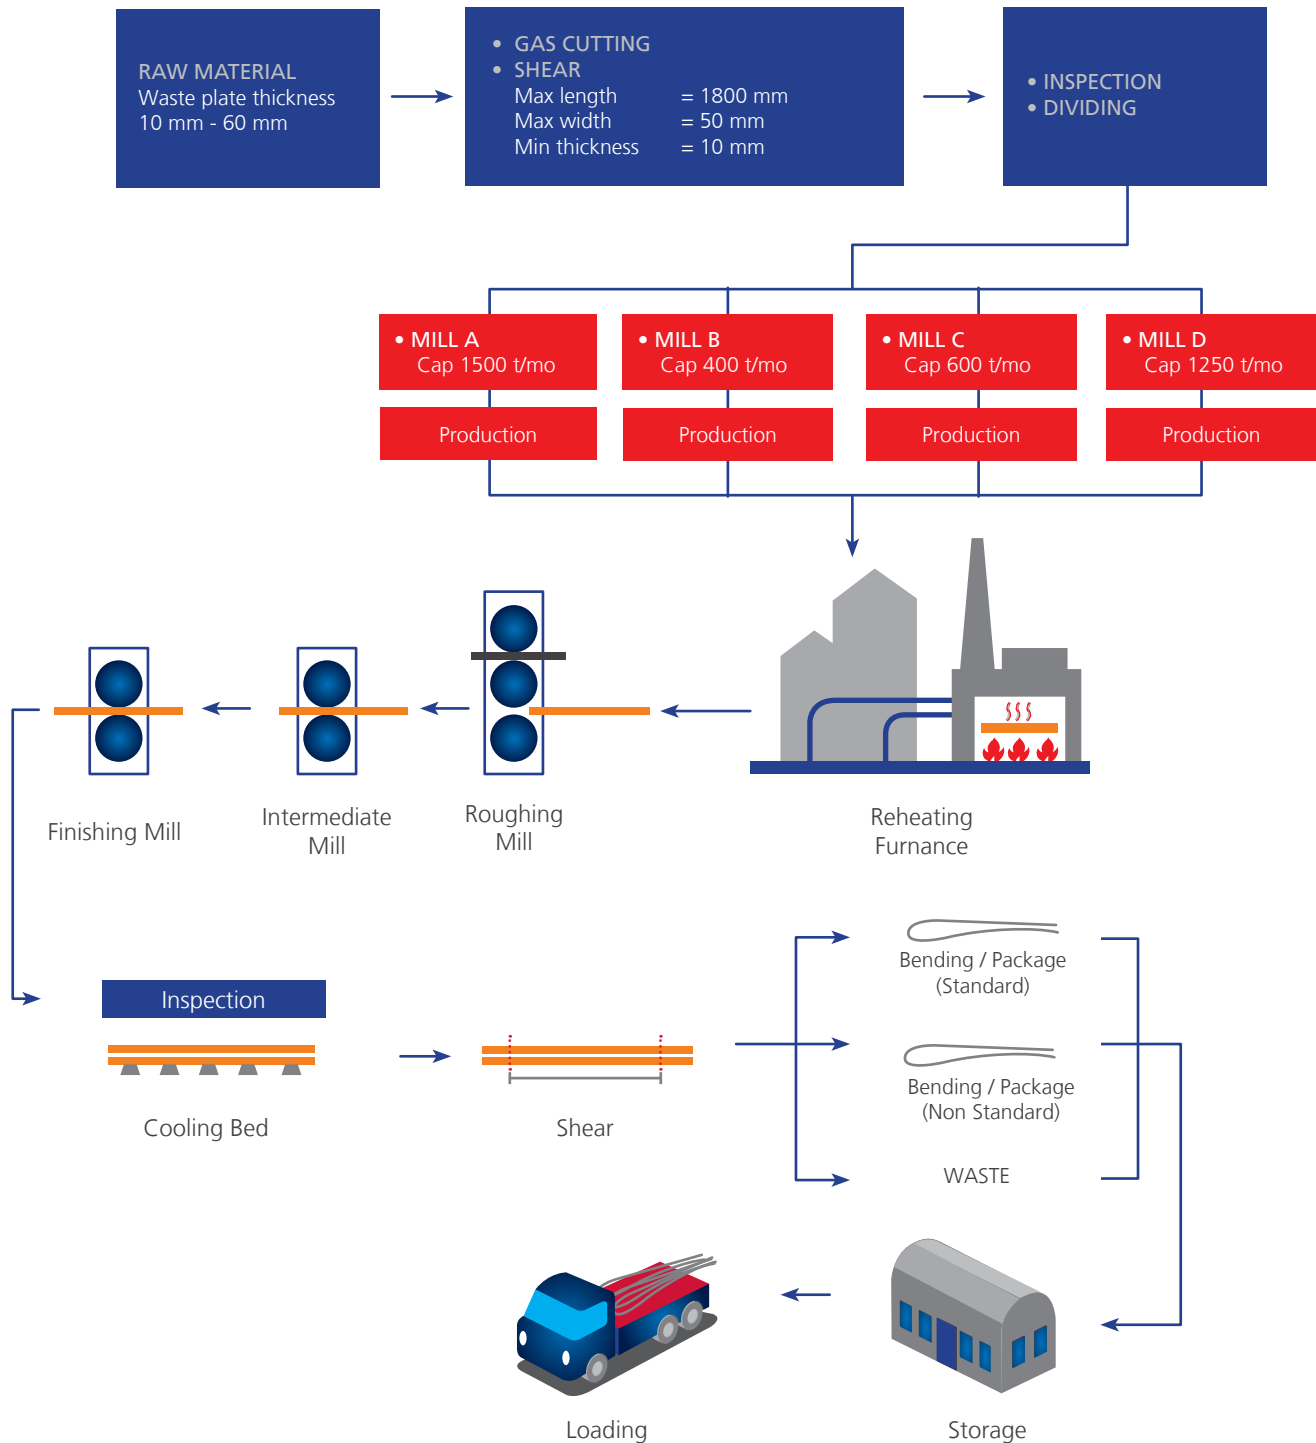 RAW MATERIAL
Waste plate thickness
10 mm - 60 mm
• GAS CUTTING
• SHEAR
Max length = 1800 mm
Max width = 50 mm
Min thickness = 10 mm
• INSPECTION
• DIVIDING
• MILL A
Cap 1500 t/mo
• MILL B
Cap 400 t/mo
• MILL C
Cap 600 t/mo
• MILL D
Cap 1250 t/mo
Production
Production
Production
Production
Finishing Mill
Intermediate
Mill
Roughing
Mill
Reheating
Furnance
Inspection
Cooling Bed
Shear
Bending / Package
(Standard)
Bending / Package
(Non Standard)
WASTE
Loading
Storage